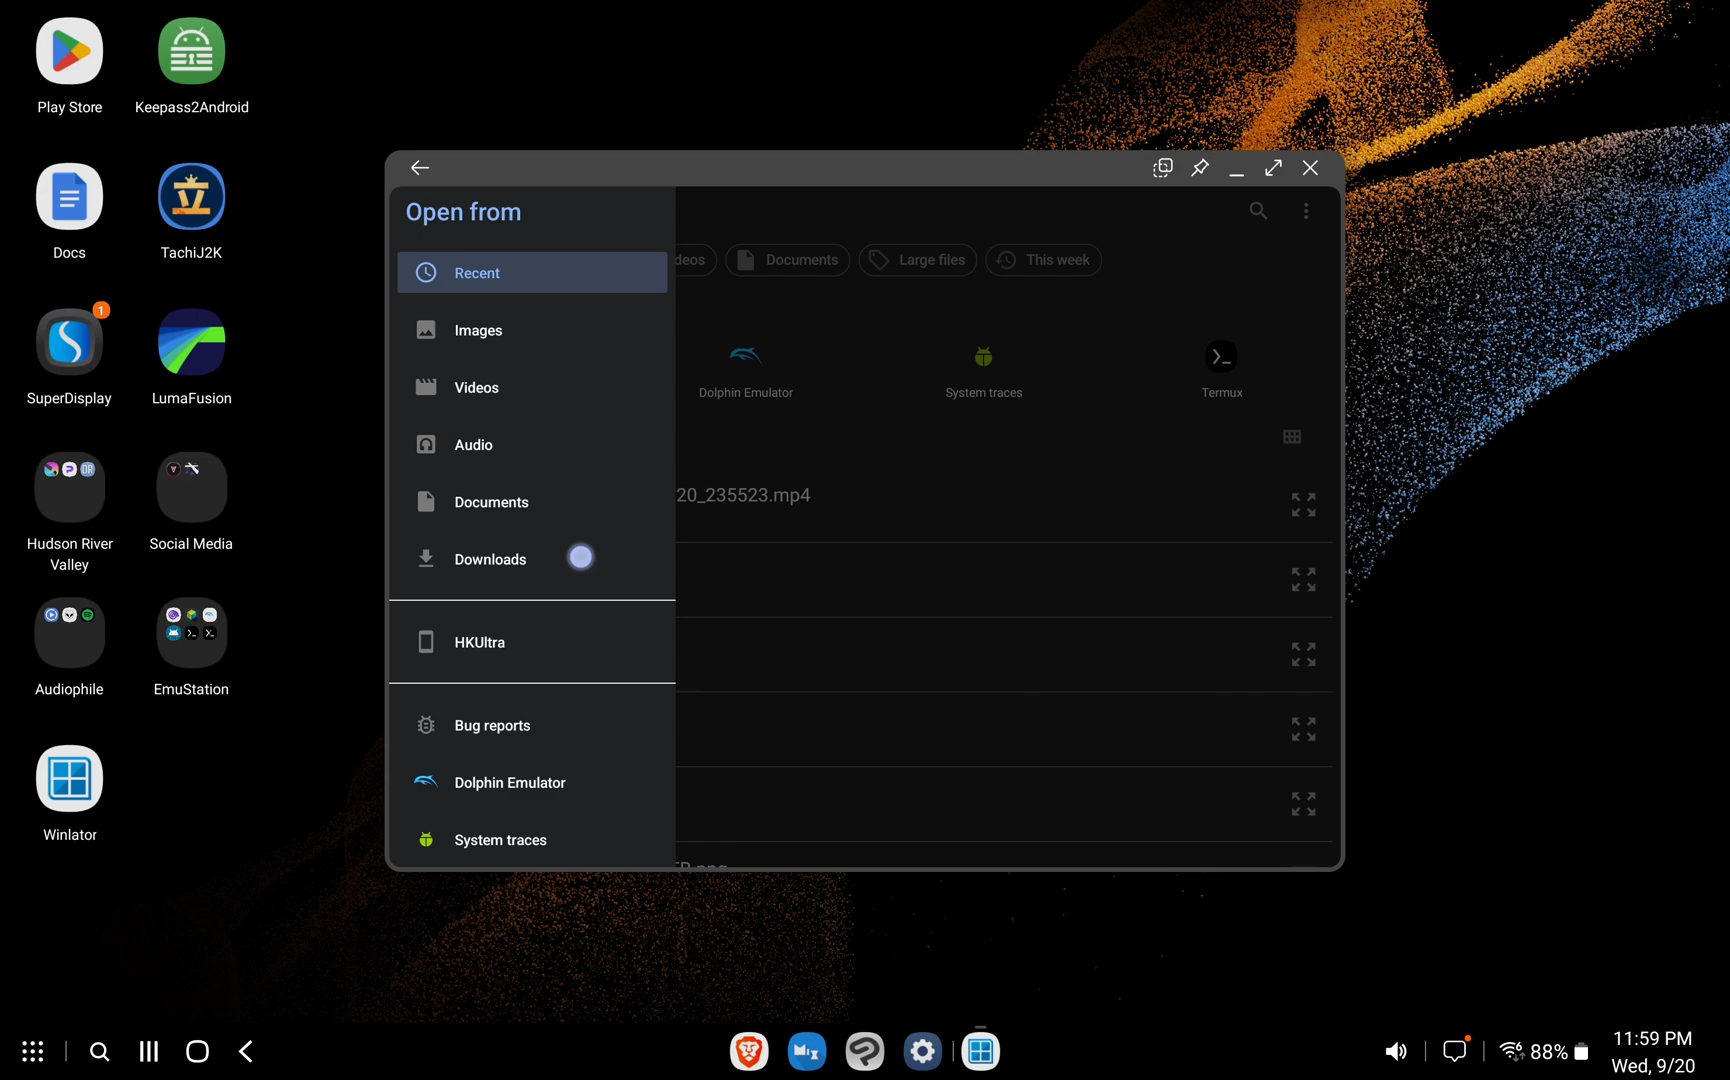 Play Store
Keepass2Android
Docs
TachiJ2K
1
SuperDisplay
LumaFusion
Hudson River
Valley
Social Media
Audiophile
EmuStation
Winlator
Open from
Recent
Images
Videos
Audio
Documents
Downloads
HKUltra
Bug reports
Dolphin Emulator
System traces
deos
Documents
Large files
This week
Dolphin Emulator
System traces
Termux
20_235523.mp4
88%
11:59 PM
Wed, 9/20